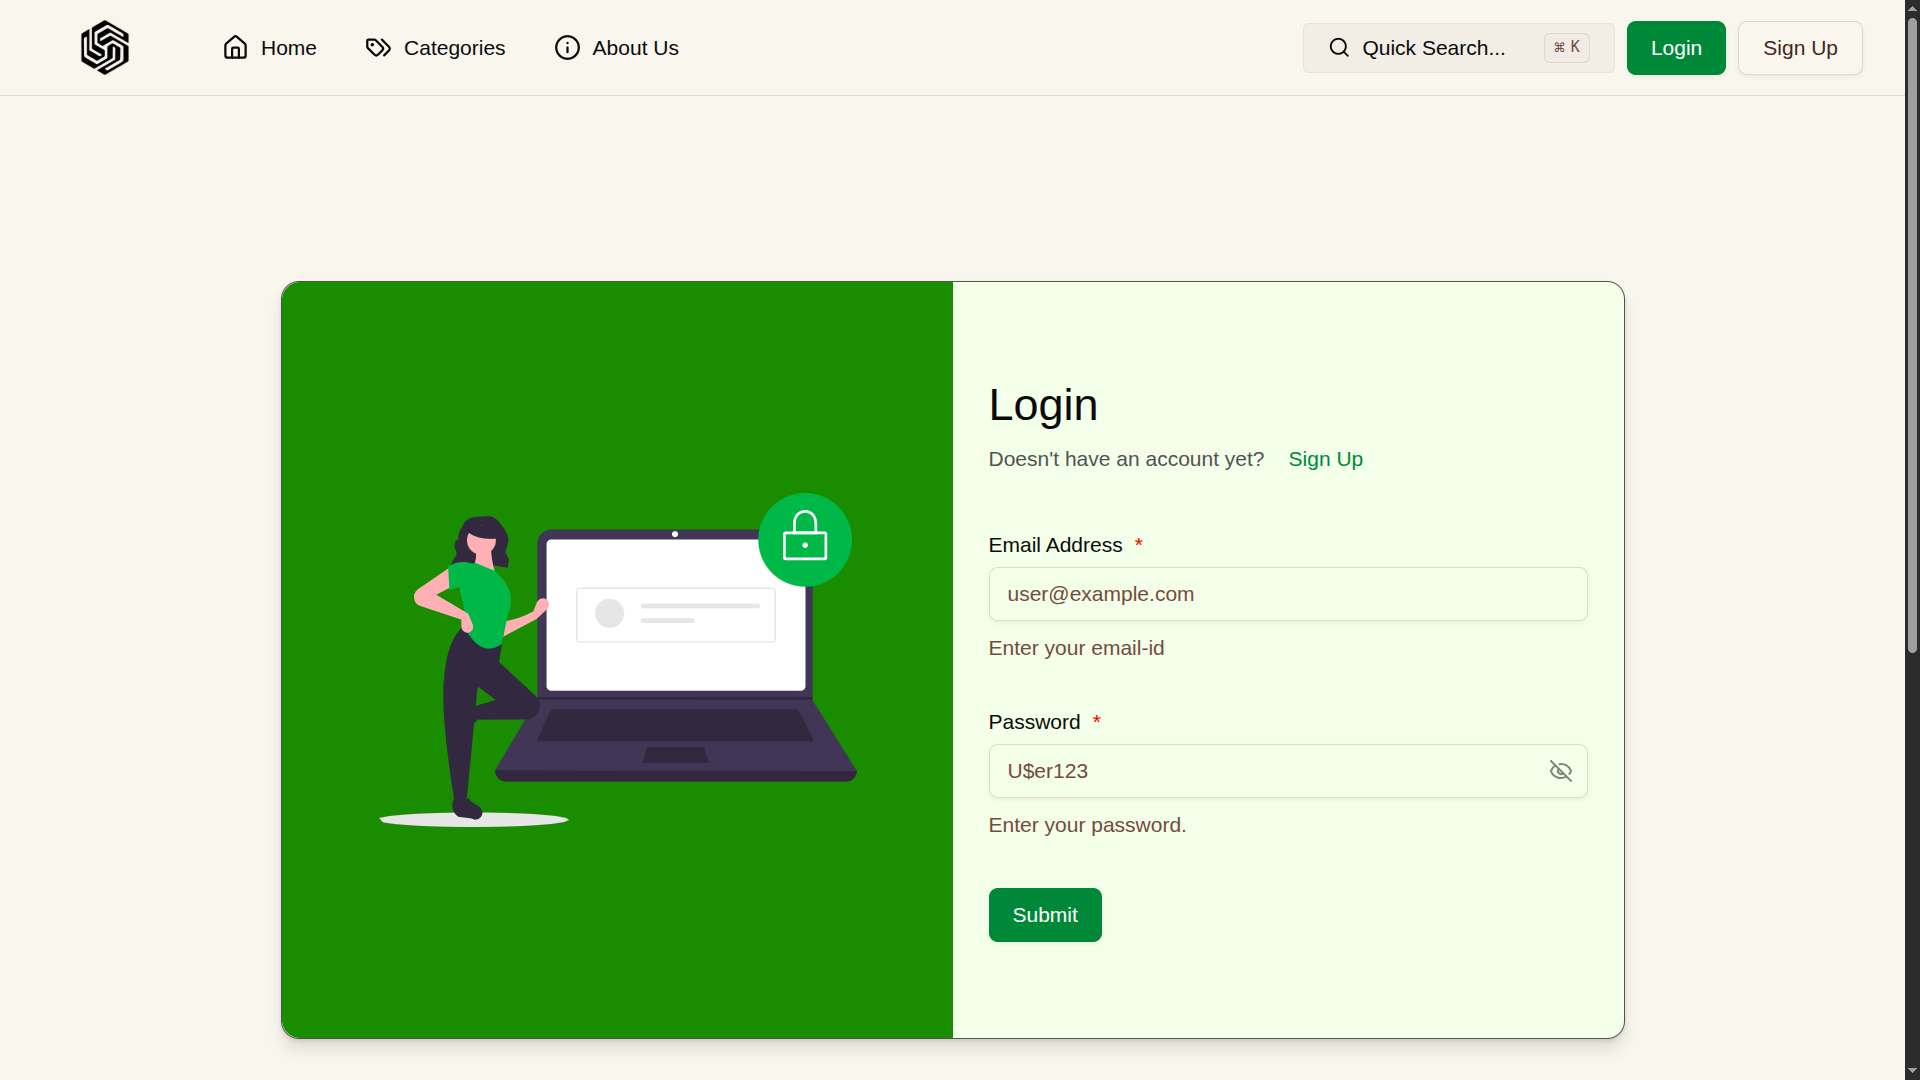 Home
Categories
About Us
Quick Search...
⌘ K
Login
Sign Up
Login
Doesn't have an account yet? Sign Up
Email Address *
user@example.com
Enter your email-id
Password *
U$er123
Enter your password.
Submit